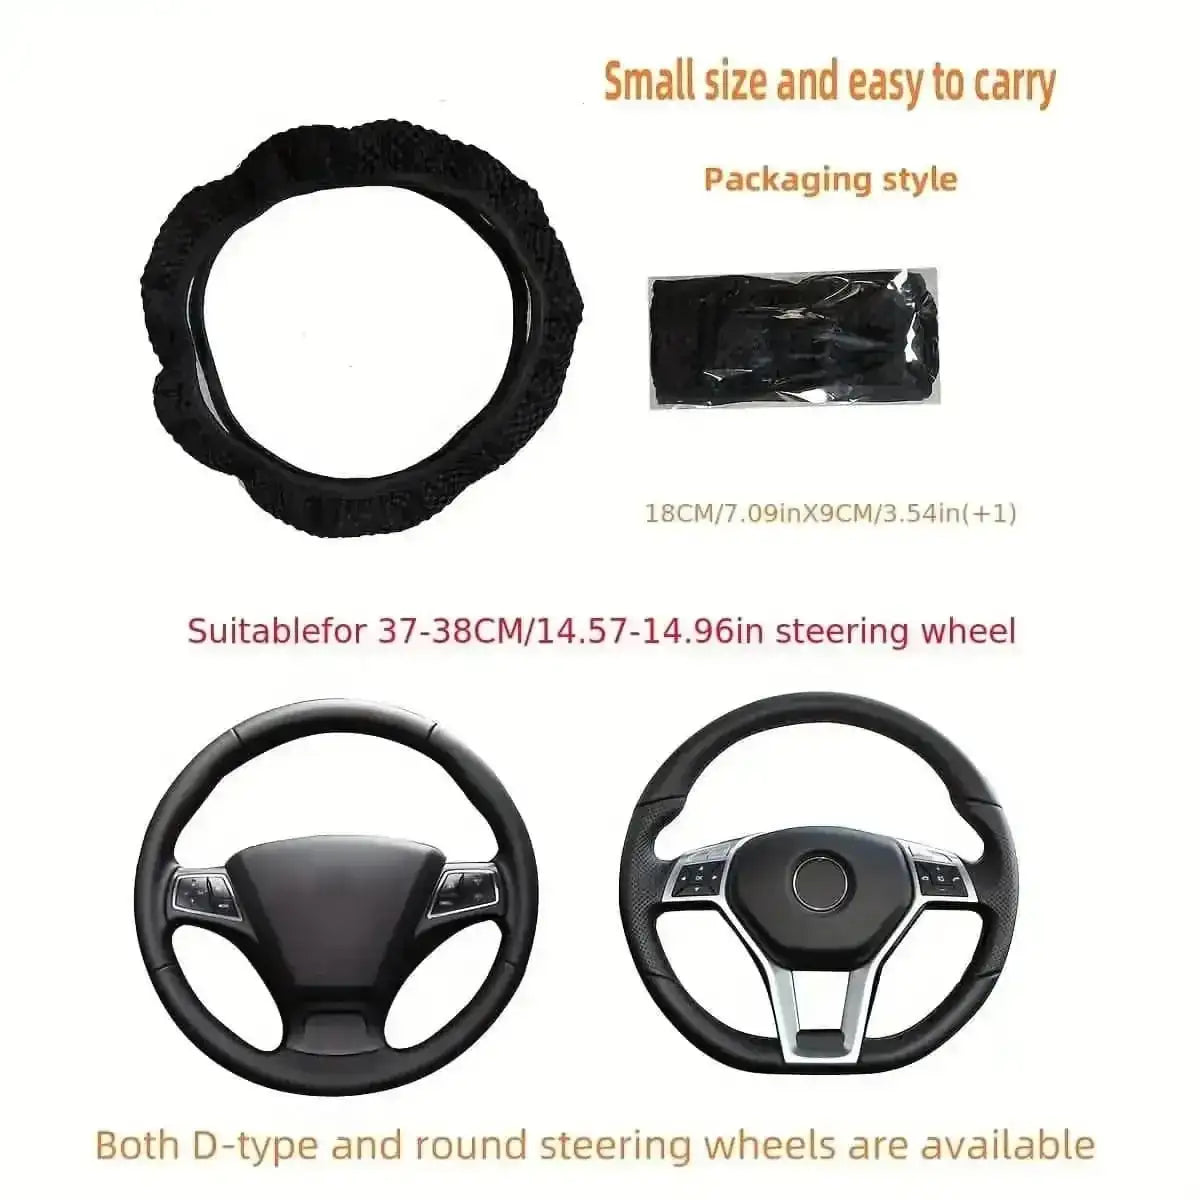 Small size and easy to carry
Packaging style
18CM/7.09inX9CM/3.54in(+1)
Suitablefor 37-38CM/14.57-14.96in steering wheel
Both D-type and round steering wheels are available